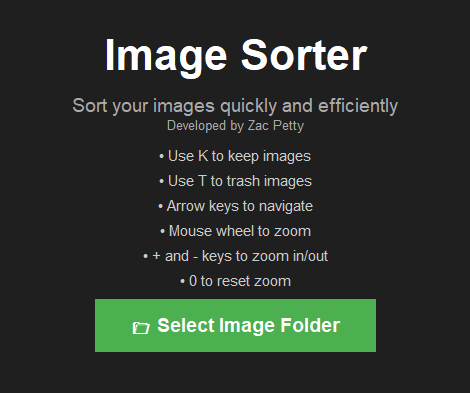 Image Sorter
Sort your images quickly and efficiently
Developed by Zac Petty
• Use K to keep images
• Use T to trash images
• Arrow keys to navigate
• Mouse wheel to zoom
• + and - keys to zoom in/out
• 0 to reset zoom
Select Image Folder